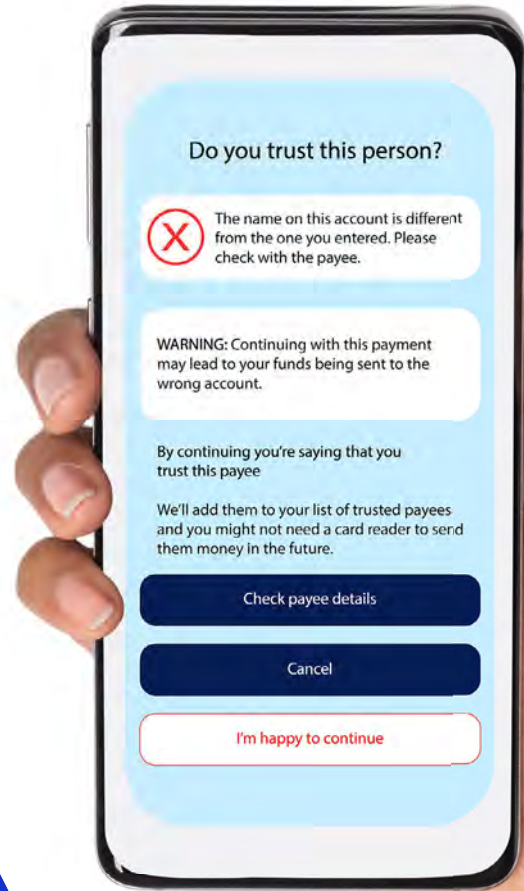 Do you trust this person?
X
The name on this account is different
from the one you entered. Please
check with the payee.
WARNING: Continuing with this payment
may lead to your funds being sent to the
wrong account.
By continuing you're saying that you
trust this payee
We'll add them to your list of trusted payees
and you might not need a card reader to send
them money in the future.
Check payee details
Cancel
I'm happy to continue